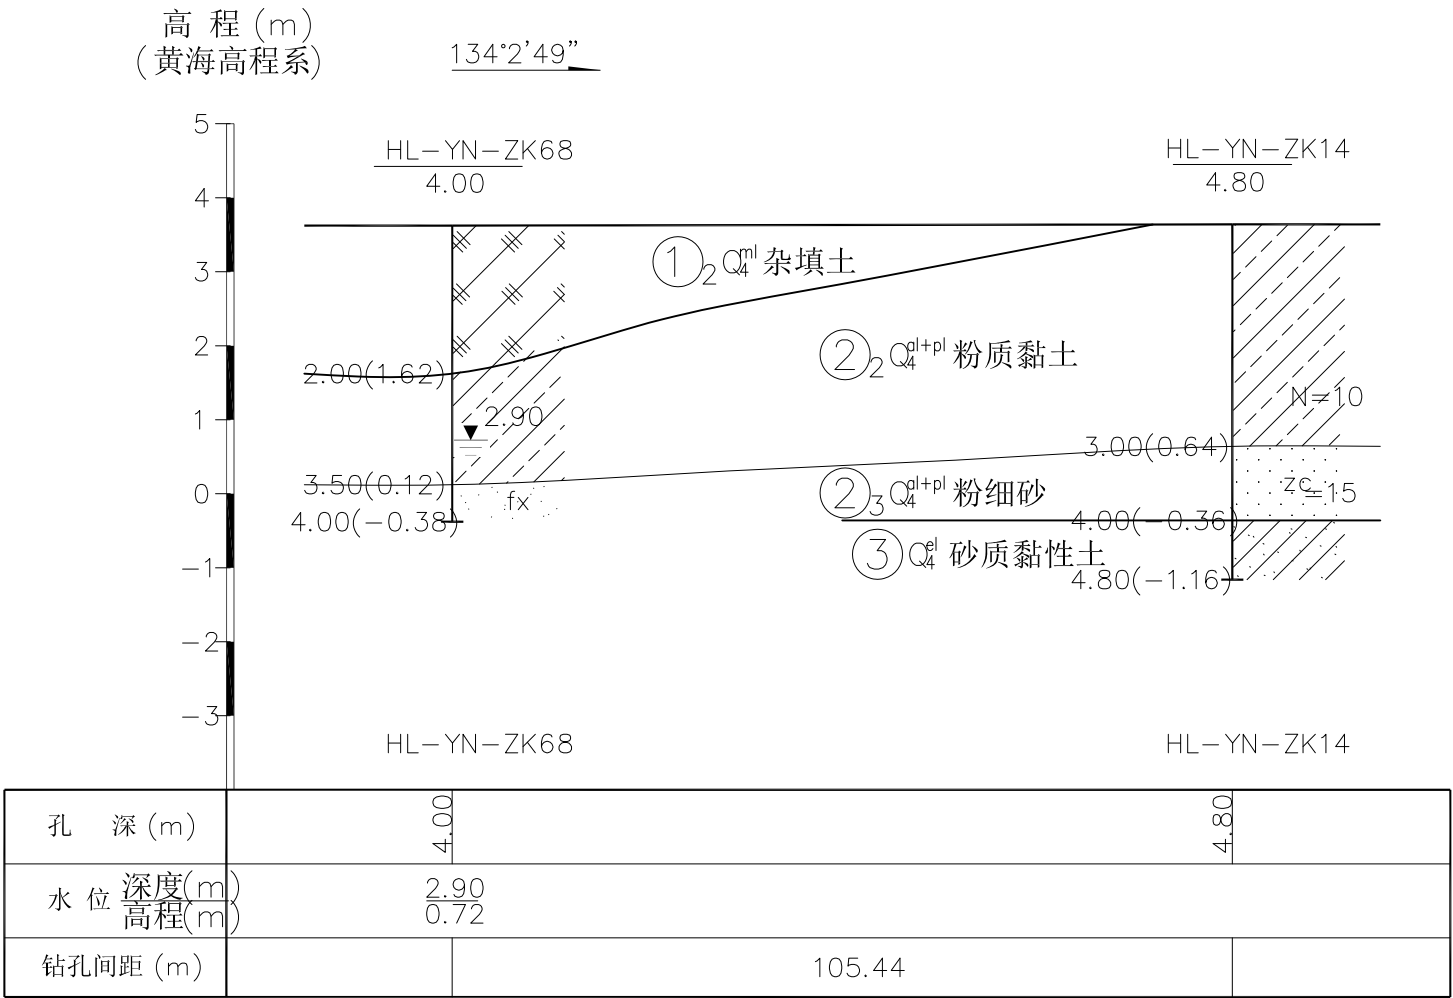 高 程 (m)
(黄海高程系)
134°2'49"
5
4
3
2
1
0
-1
-2
-3
HL-YN-ZK68
4.00
HL-YN-ZK14
4.80
①2 Q4ml 杂填土
②2 Q4al+pl 粉质黏土
2.00(1.62)
N=10
2.90
3.00(0.64)
3.50(0.12)
fx
②3 Q4al+pl 粉细砂
zc
=15
4.00(-0.38)
4.00(-0.36)
③ Q4el 砂质黏性土
4.80(-1.16)
HL-YN-ZK68
HL-YN-ZK14
孔 深 (m)
4.00
4.80
水 位 深度(m)
高程(m)
2.90
0.72
钻孔间距 (m)
105.44